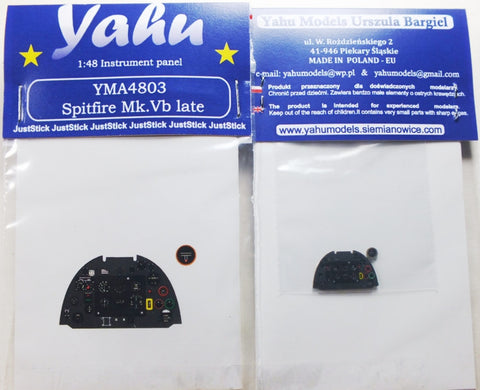 Yahu
1:48 Instrument panel
YMA4803
Spitfire Mk.Vb late
JustStick JustStick JustStick JustStick JustStick JustStick
Yahu Models Urszula Bargiel
ul. W. Roździeńskiego 2
41-946 Piekary Śląskie
MADE IN POLAND - EU
e-mail: yahumodels@wp.pl & yahumodels@gmail.com
Produkt przeznaczony dla doświadczonych modelarzy.
Chronić przed dziećmi. Zawiera bardzo małe elementy o ostrych krawędziach.
The product is intended for experienced modelers.
Keep out of the reach of children.It contains very small parts with sharp edges.
www.yahumodels.siemianowice.com